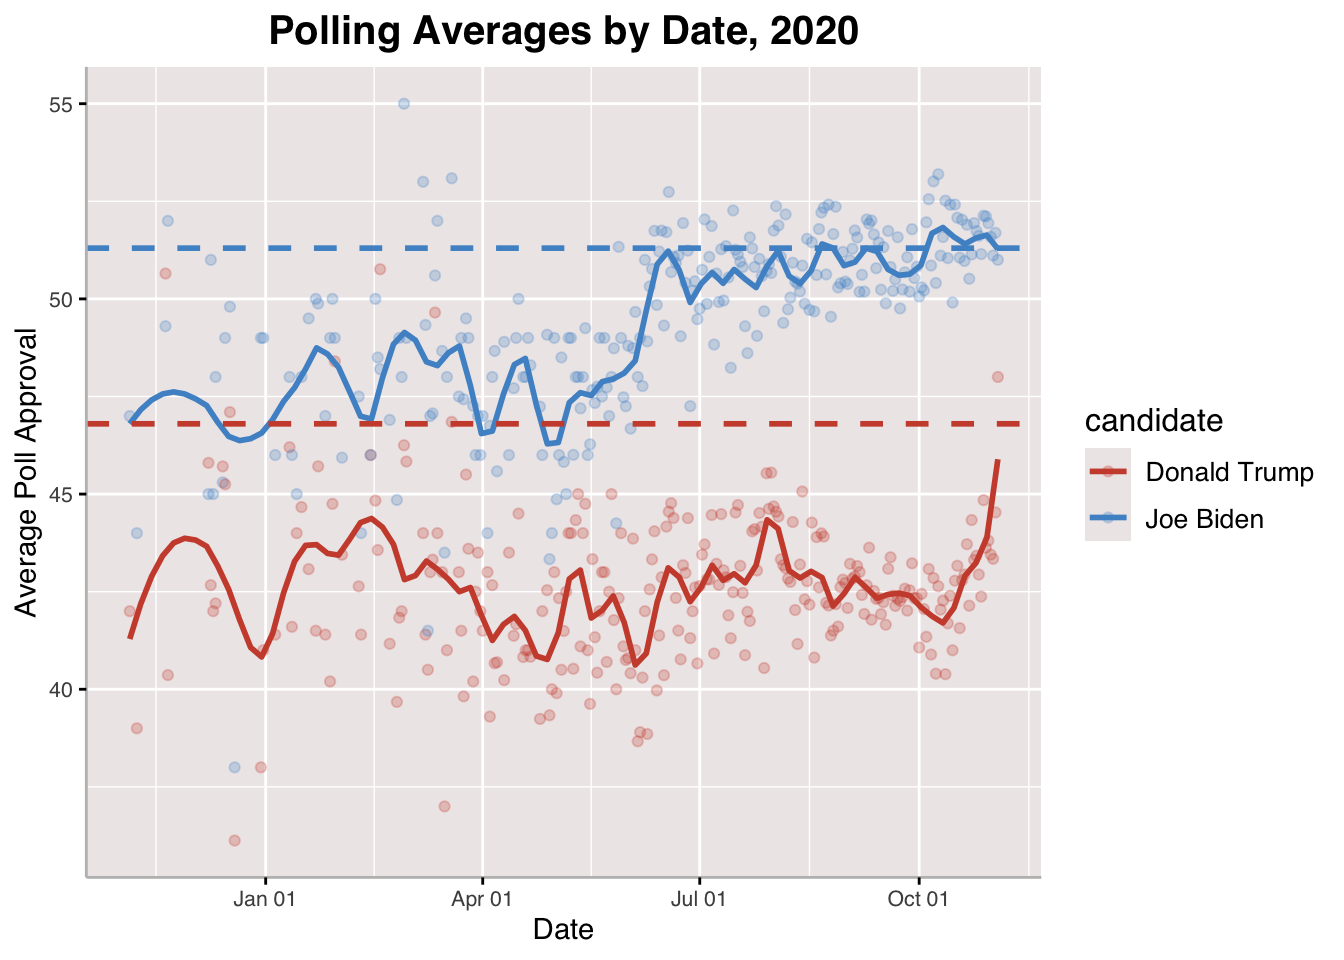 Polling Averages by Date, 2020
Average Poll Approval
55
50
45
40
Jan 01
Apr 01
Jul 01
Oct 01
Date
candidate
Donald Trump
Joe Biden